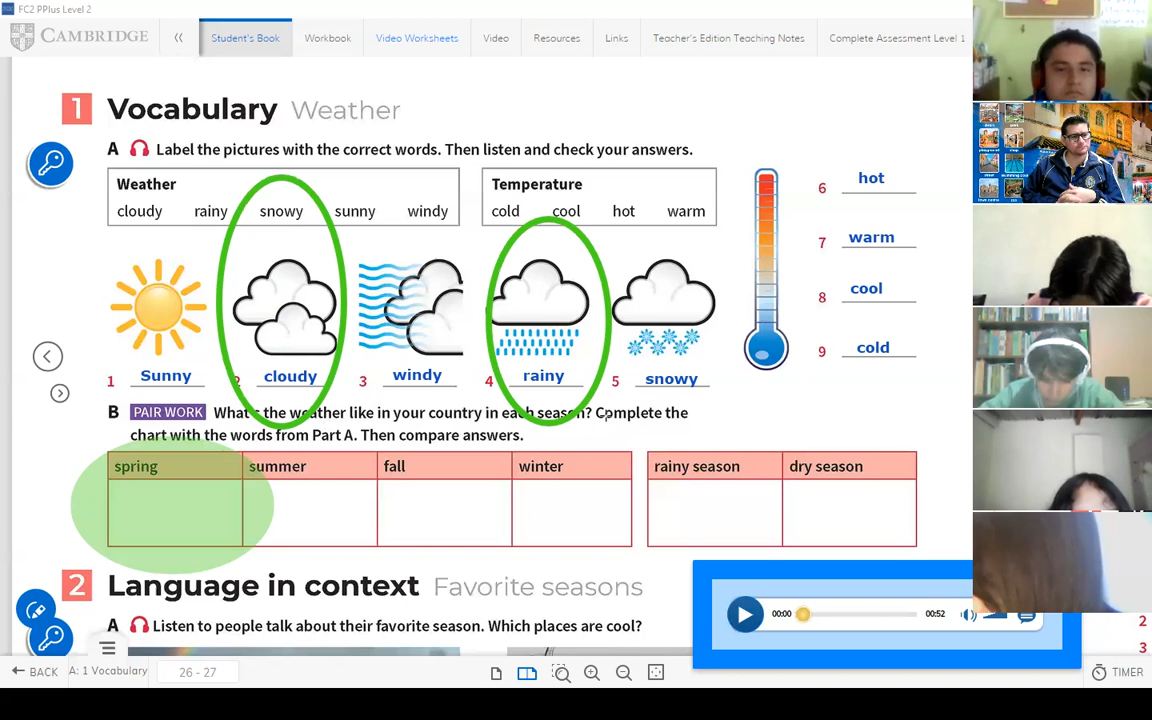 FC2 PPlus Level 2
CAMBRIDGE
Student's Book
Workbook
Video Worksheets
Video
Resources
Links
Teacher's Edition Teaching Notes
Complete Assessment Level 1
1 Vocabulary Weather
A Label the pictures with the correct words. Then listen and check your answers.
Weather
cloudy rainy snowy sunny windy
Temperature
cold cool hot warm
6 hot
7 warm
8 cool
9 cold
1 Sunny
2 cloudy
3 windy
4 rainy
5 snowy
B PAIR WORK What's the weather like in your country in each season? Complete the
chart with the words from Part A. Then compare answers.
spring summer fall winter
rainy season dry season
2 Language in context Favorite seasons
A Listen to people talk about their favorite season. Which places are cool?
00:00 00:52
2
3
BACK
A: 1 Vocabulary
26 - 27
TIMER